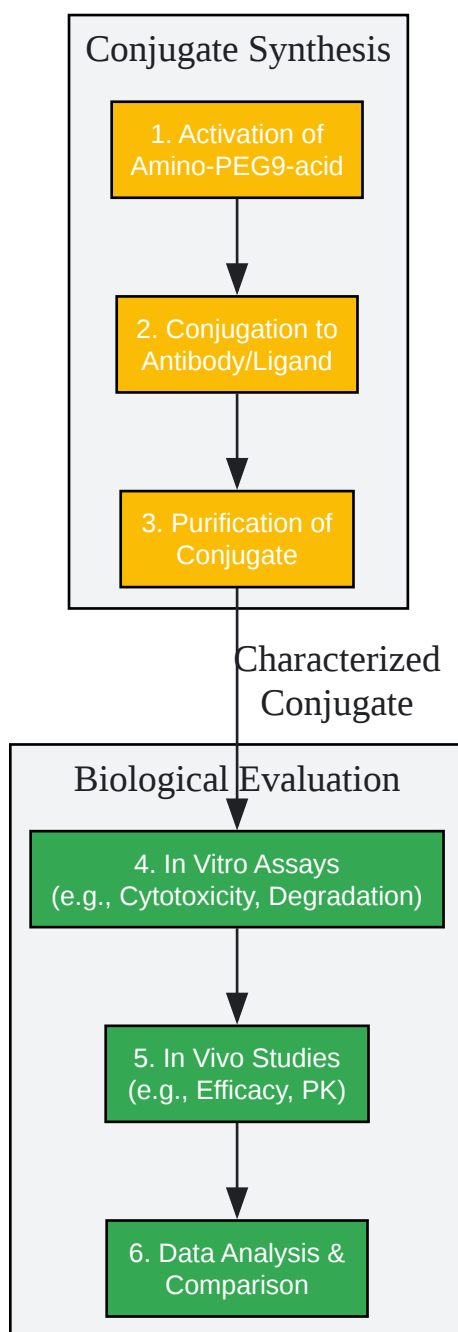 Conjugate Synthesis
1. Activation of
Amino-PEG9-acid
2. Conjugation to
Antibody/Ligand
3. Purification of
Conjugate
Characterized
Conjugate
Biological Evaluation
4. In Vitro Assays
(e.g., Cytotoxicity, Degradation)
5. In Vivo Studies
(e.g., Efficacy, PK)
6. Data Analysis &
Comparison